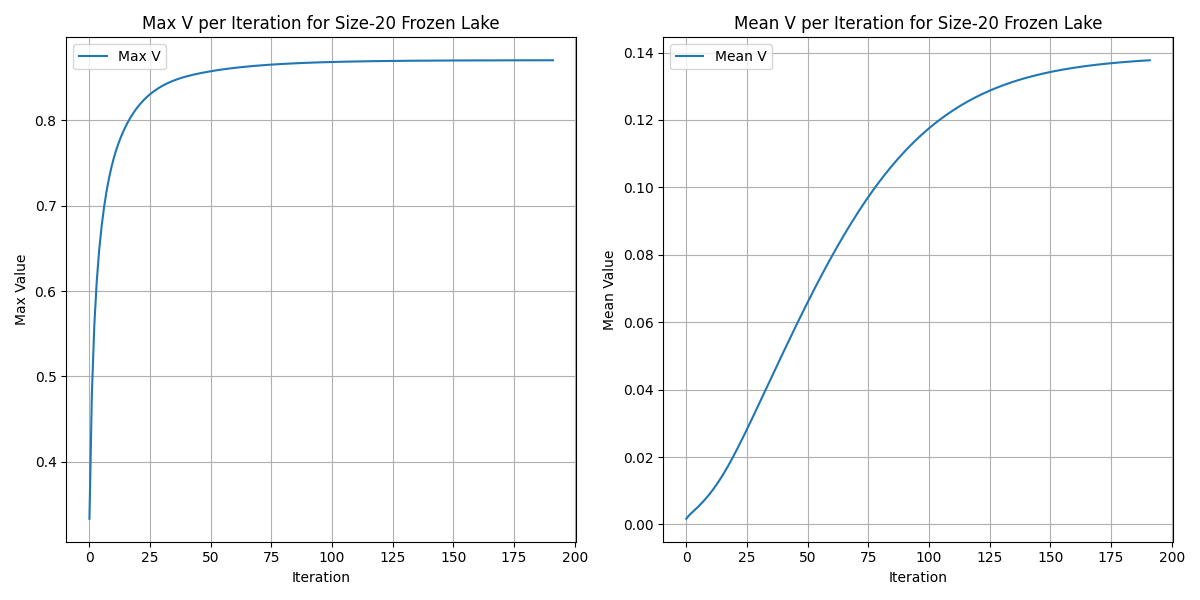 Max V per Iteration for Size-20 Frozen Lake
Max V
0.8
0.7
0.6
0.5
0.4
Max Value
0 25 50 75 100 125 150 175 200
Iteration
Mean V per Iteration for Size-20 Frozen Lake
Mean V
0.14
0.12
0.10
0.08
0.06
0.04
0.02
0.00
Mean Value
0 25 50 75 100 125 150 175 200
Iteration